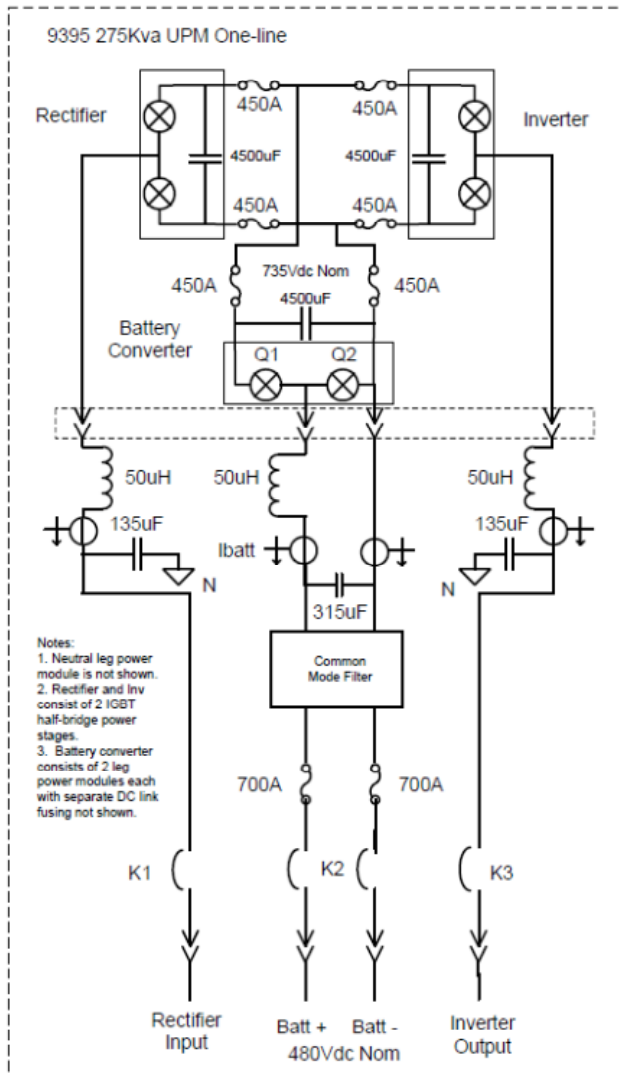 9395 275Kva UPM One-line
Rectifier
450A
450A
Inverter
4500uF
4500uF
450A
450A
450A
735Vdc Nom
450A
4500uF
Battery
Converter
Q1
Q2
50uH
50uH
50uH
135uF
Ibatt
135uF
N
N
315uF
Notes:
1. Neutral leg power
module is not shown.
2. Rectifier and Inv
consist of 2 IGBT
half-bridge power
stages.
3. Battery converter
consists of 2 leg
power modules each
with separate DC link
fusing not shown.
Common
Mode Filter
700A
700A
K1
K2
K3
Rectifier
Input
Batt +
Batt -
480Vdc Nom
Inverter
Output